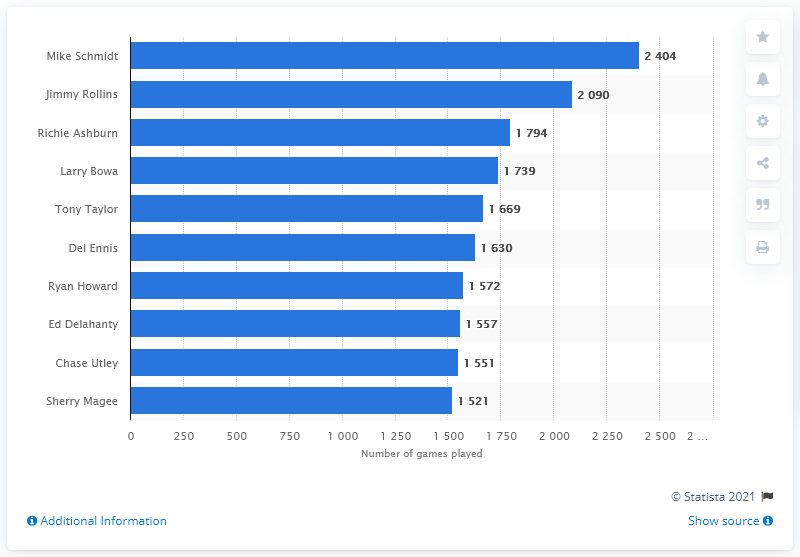 Mike Schmidt 2 404
Jimmy Rollins 2 090
Richie Ashburn 1 794
Larry Bowa 1 739
Tony Taylor 1 669
Del Ennis 1 630
Ryan Howard 1 572
Ed Delahanty 1 557
Chase Utley 1 551
Sherry Magee 1 521
0 250 500 750 1 000 1 250 1 500 1 750 2 000 2 250 2 500 2 ...
Number of games played
© Statista 2021
Additional Information Show source